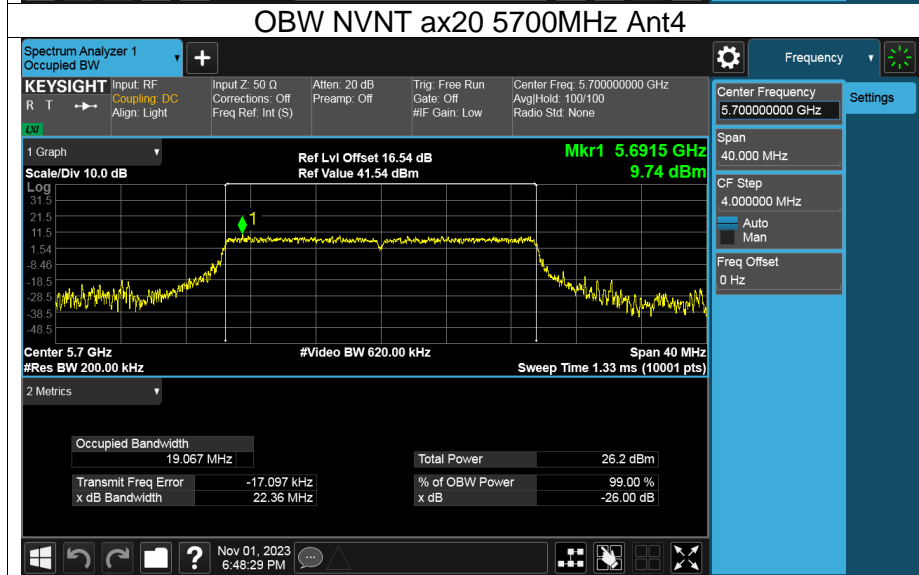 OBW NVNT ax20 5700MHz Ant4
Spectrum Analyzer 1
Occupied BW
+
Frequency
KEYSIGHT
R T
LXI
Input: RF
Coupling: DC
Align: Light
Input Z: 50 Ω
Corrections: Off
Freq Ref: Int (S)
Atten: 20 dB
Preamp: Off
Trig: Free Run
Gate: Off
#IF Gain: Low
Center Freq: 5.700000000 GHz
Avg|Hold: 100/100
Radio Std: None
Center Frequency
5.700000000 GHz
Settings
Span
40.000 MHz
CF Step
4.000000 MHz
Auto
Man
Freq Offset
0 Hz
1 Graph
Scale/Div 10.0 dB
Ref Lvl Offset 16.54 dB
Ref Value 41.54 dBm
Mkr1 5.6915 GHz
9.74 dBm
Log
31.5
21.5
11.5
1.54
-8.46
-18.5
-28.5
-38.5
-48.5
1
Center 5.7 GHz
#Res BW 200.00 kHz
#Video BW 620.00 kHz
Span 40 MHz
Sweep Time 1.33 ms (10001 pts)
2 Metrics
Occupied Bandwidth
19.067 MHz
Total Power 26.2 dBm
Transmit Freq Error -17.097 kHz
% of OBW Power 99.00 %
x dB Bandwidth 22.36 MHz
x dB -26.00 dB
?
Nov 01, 2023
6:48:29 PM